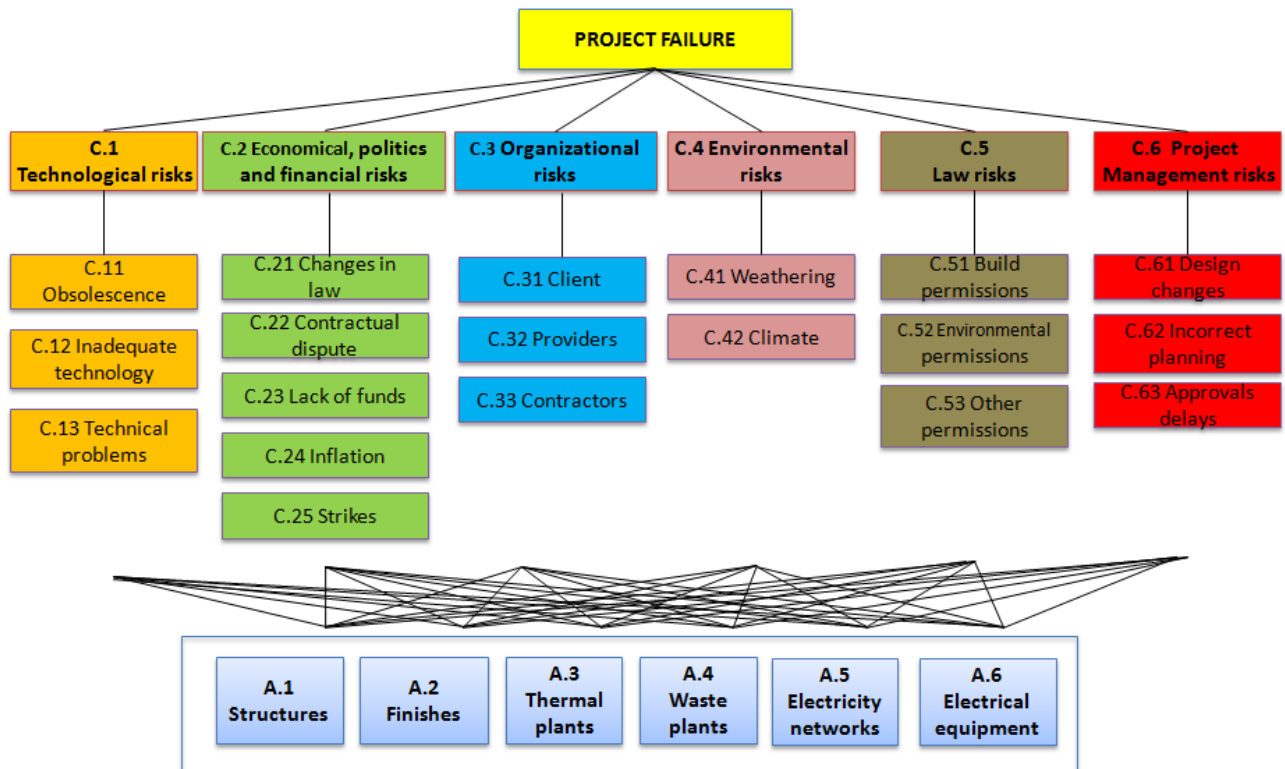 PROJECT FAILURE
C.1
Technological risks
C.2 Economical, politics
and financial risks
C.3 Organizational
risks
C.4 Environmental
risks
C.5
Law risks
C.6 Project
Management risks
C.11
Obsolescence
C.12 Inadequate
technology
C.13 Technical
problems
C.21 Changes in
law
C.22 Contractual
dispute
C.23 Lack of funds
C.24 Inflation
C.25 Strikes
C.31 Client
C.32 Providers
C.33 Contractors
C.41 Weathering
C.42 Climate
C.51 Build
permissions
C.52 Environmental
permissions
C.53 Other
permissions
C.61 Design
changes
C.62 Incorrect
planning
C.63 Approvals
delays
A.1
Structures
A.2
Finishes
A.3
Thermal
plants
A.4
Waste
plants
A.5
Electricity
networks
A.6
Electrical
equipment